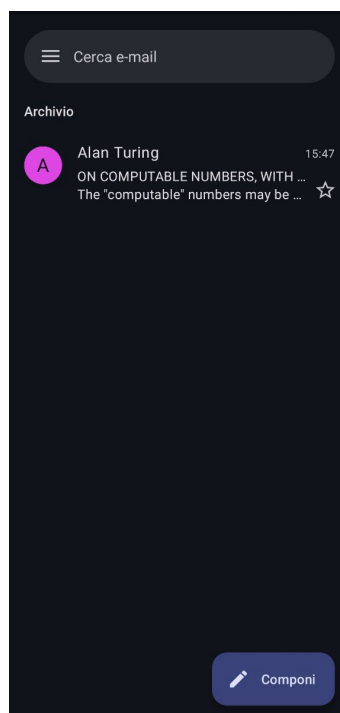 Cerca e-mail
Archivio
A
Alan Turing 15:47
ON COMPUTABLE NUMBERS, WITH …
The "computable" numbers may be …
Componi